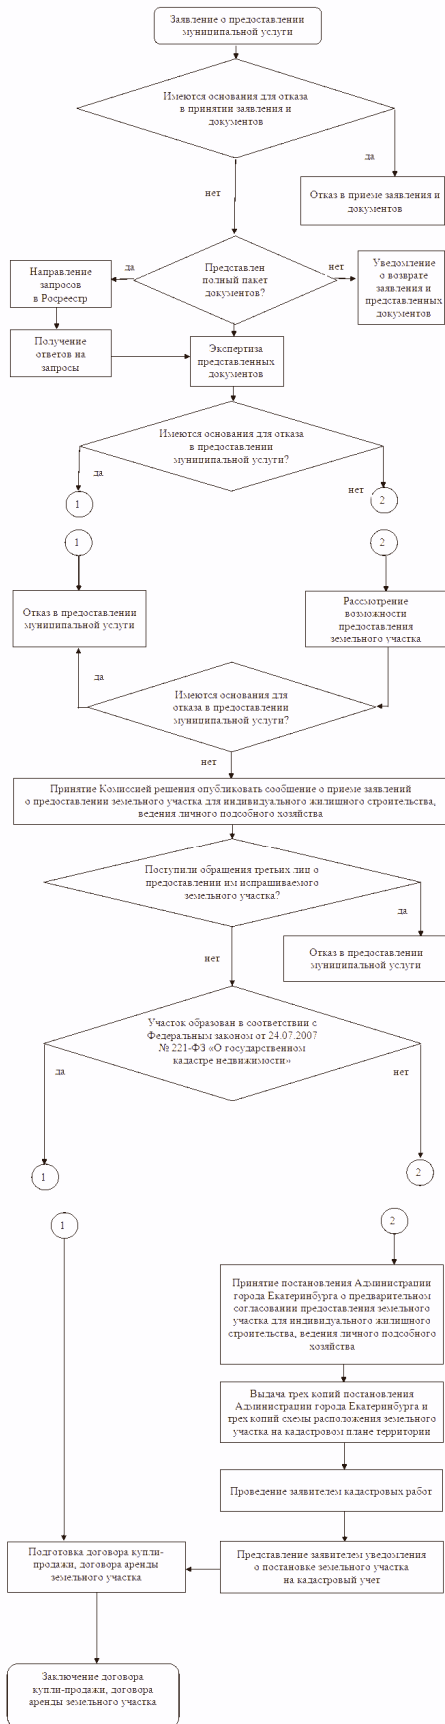 Заявление о предоставлении
муниципальной услуги
Имеются основания для отказа
в принятии заявления и
документов
да
нет
Отказ в приеме заявления и
документов
Направление
запросов
в Росреестр
да
Представлен
полный пакет
документов?
нет
Уведомление
о возврате
заявления и
представленных
документов
Получение
ответов на
запросы
Экспертиза
представленных
документов
Имеются основания для отказа
в предоставлении
муниципальной услуги?
да
нет
1
2
1
2
Отказ в предоставлении
муниципальной услуги
Рассмотрение
возможности
предоставления
земельного участка
да
Имеются основания для
отказа в предоставлении
муниципальной услуги?
нет
Принятие Комиссией решения опубликовать сообщение о приеме заявлений
о предоставлении земельного участка для индивидуального жилищного строительства,
ведения личного подсобного хозяйства
Поступили обращения третьих лиц о
предоставлении им испрашиваемого
земельного участка?
да
нет
Отказ в предоставлении
муниципальной услуги
Участок образован в соответствии с
Федеральным законом от 24.07.2007
№ 221-ФЗ «О государственном
кадастре недвижимости»
да
нет
1
2
1
2
Принятие постановления Администрации
города Екатеринбурга о предварительном
согласовании предоставления земельного
участка для индивидуального жилищного
строительства, ведения личного подсобного
хозяйства
Выдача трех копий постановления
Администрации города Екатеринбурга и
трех копий схемы расположения земельного
участка на кадастровом плане территории
Проведение заявителем кадастровых работ
Подготовка договора купли-
продажи, договора аренды
земельного участка
Представление заявителем уведомления
о постановке земельного участка
на кадастровый учет
Заключение договора
купли-продажи, договора
аренды земельного участка